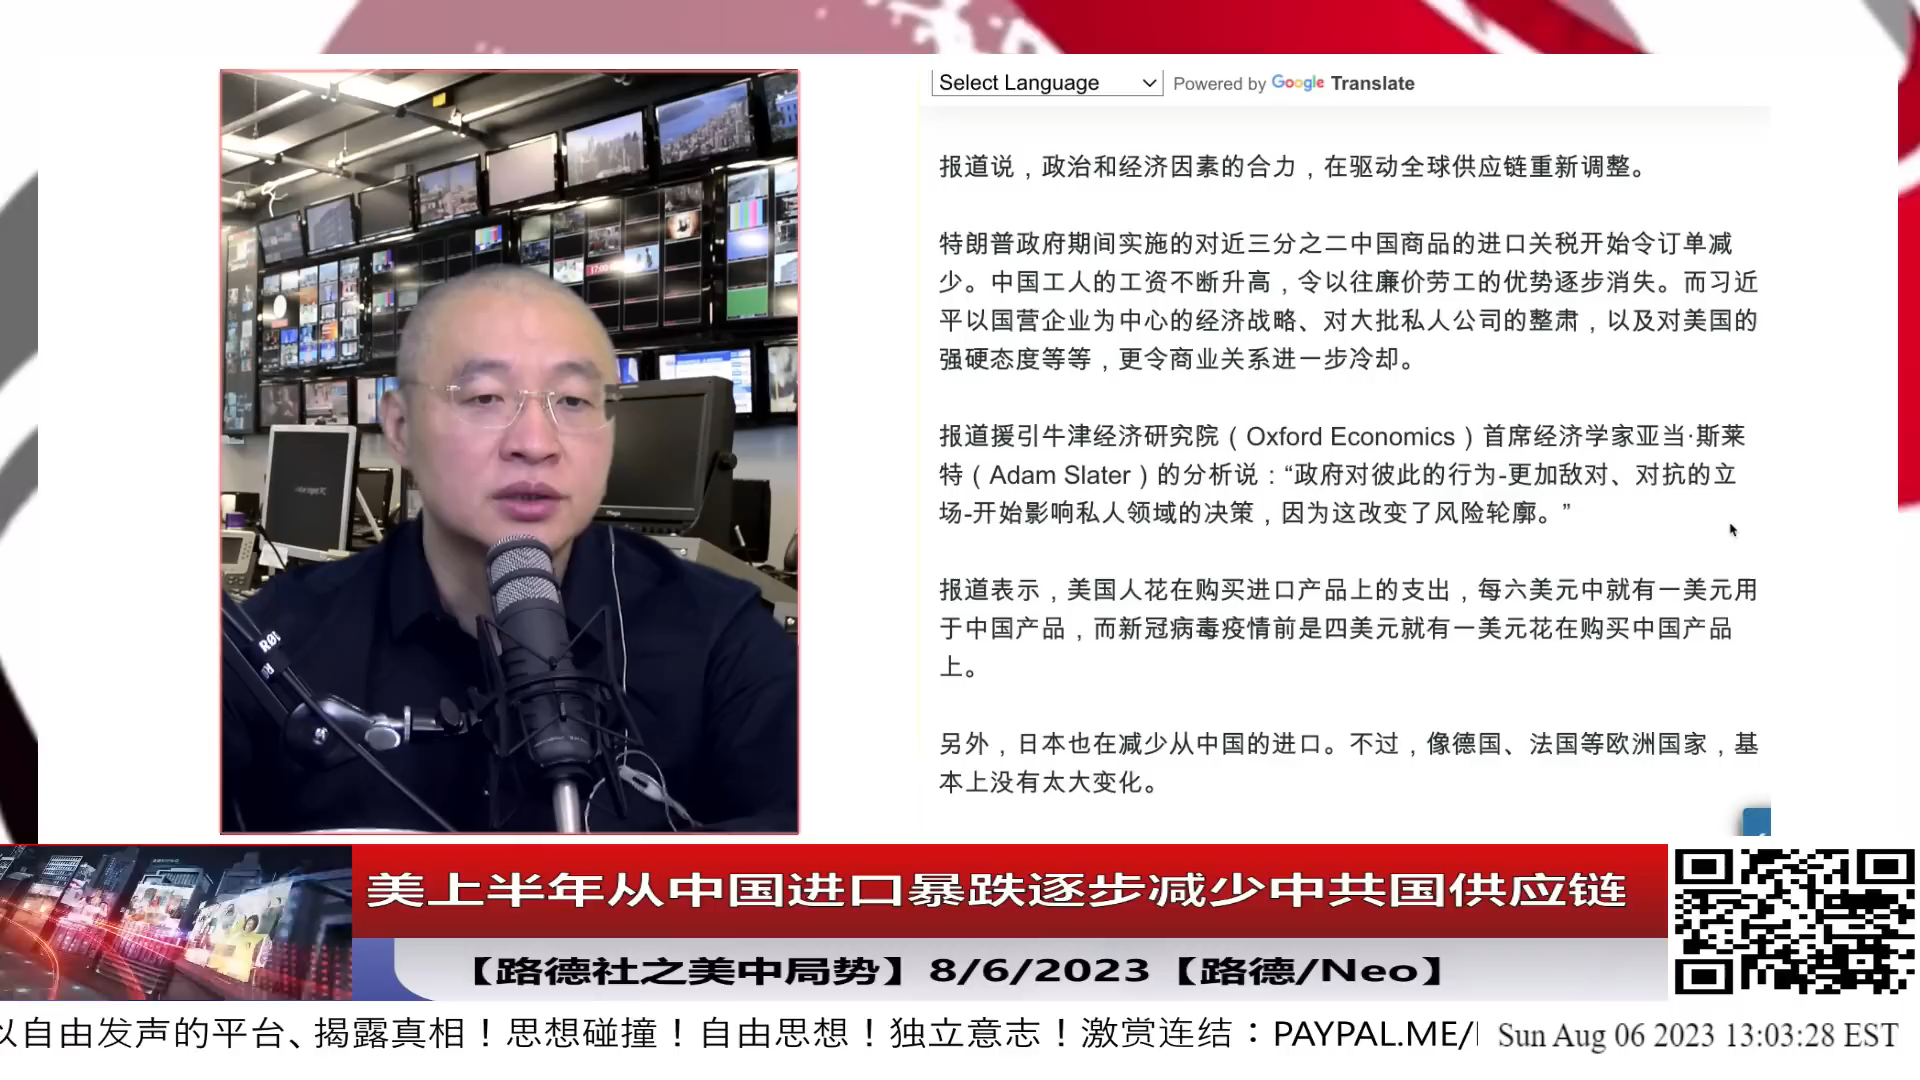 Select Language
Powered by Google Translate
报道说，政治和经济因素的合力，在驱动全球供应链重新调整。
特朗普政府期间实施的对近三分之二中国商品的进口关税开始令订单减
少。中国工人的工资不断升高，令以往廉价劳工的优势逐步消失。而习近
平以国营企业为中心的经济战略、对大批私人公司的整肃，以及对美国的
强硬态度等等，更令商业关系进一步冷却。
报道援引牛津经济研究院（Oxford Economics）首席经济学家亚当·斯莱
特（Adam Slater）的分析说：“政府对彼此的行为-更加敌对、对抗的立
场-开始影响私人领域的决策，因为这改变了风险轮廓。”
报道表示，美国人花在购买进口产品上的支出，每六美元中就有一美元用
于中国产品，而新冠病毒疫情前是四美元就有一美元花在购买中国产品
上。
另外，日本也在减少从中国的进口。不过，像德国、法国等欧洲国家，基
本上没有太大变化。
17:00
RØDE
美上半年从中国进口暴跌逐步减少中共国供应链
【路德社之美中局势】8/6/2023【路德/Neo】
以自由发声的平台、揭露真相！思想碰撞！自由思想！独立意志！激赏连结：PAYPAL.ME/
Sun Aug 06 2023 13:03:28 EST